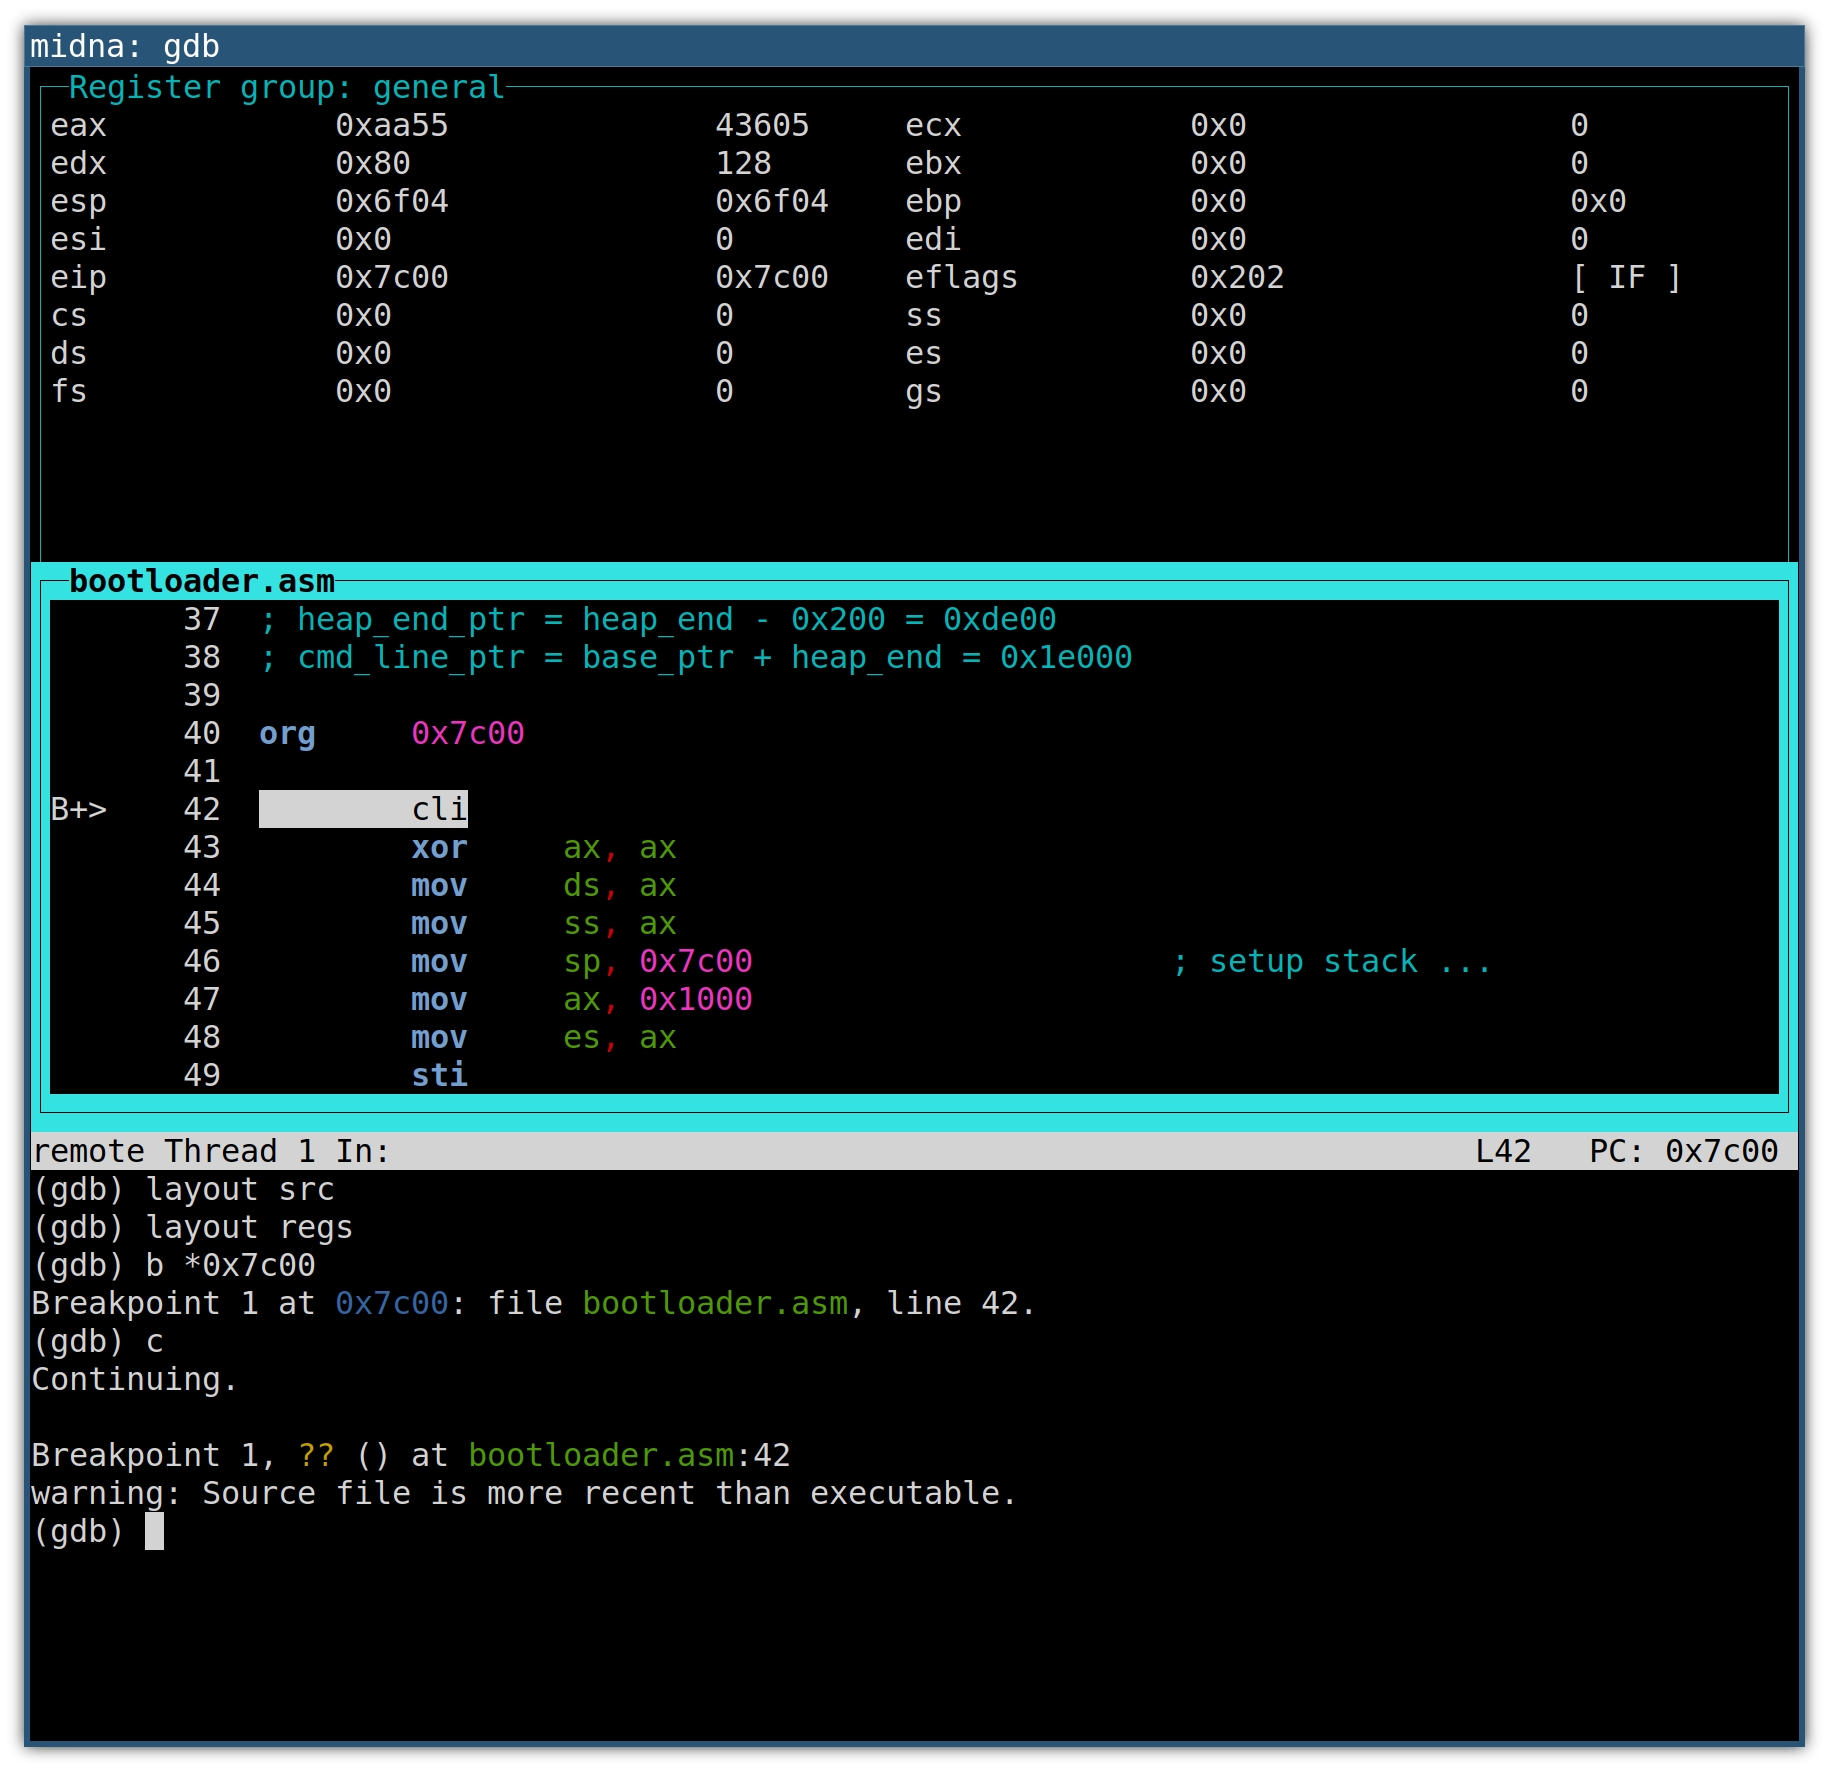 midna: gdb
Register group: general
eax 0xaa55 43605 ecx 0x0 0
edx 0x80 128 ebx 0x0 0
esp 0x6f04 0x6f04 ebp 0x0 0x0
esi 0x0 0 edi 0x0 0
eip 0x7c00 0x7c00 eflags 0x202 [ IF ]
cs 0x0 0 ss 0x0 0
ds 0x0 0 es 0x0 0
fs 0x0 0 gs 0x0 0
bootloader.asm
37 ; heap_end_ptr = heap_end - 0x200 = 0xde00
38 ; cmd_line_ptr = base_ptr + heap_end = 0x1e000
39
40 org 0x7c00
41
B+> 42 cli
43 xor ax, ax
44 mov ds, ax
45 mov ss, ax
46 mov sp, 0x7c00 ; setup stack ...
47 mov ax, 0x1000
48 mov es, ax
49 sti
remote Thread 1 In: L42 PC: 0x7c00
(gdb) layout src
(gdb) layout regs
(gdb) b *0x7c00
Breakpoint 1 at 0x7c00: file bootloader.asm, line 42.
(gdb) c
Continuing.
Breakpoint 1, ?? () at bootloader.asm:42
warning: Source file is more recent than executable.
(gdb)